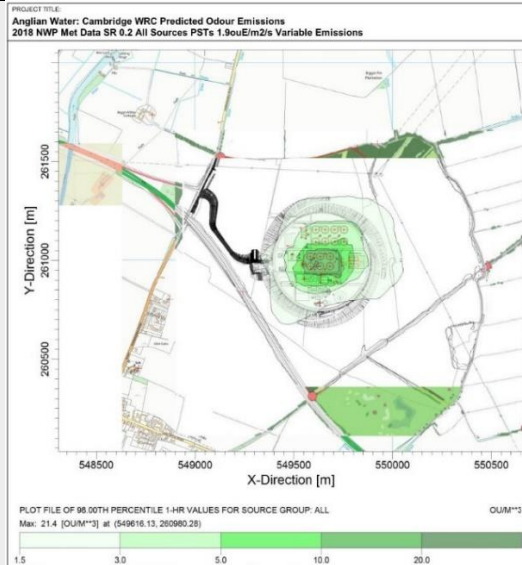 PROJECT TITLE:
Anglian Water: Cambridge WRC Predicted Odour Emissions
2018 NWP Met Data SR 0.2 All Sources PSTs 1.9ouE/m2/s Variable Emissions
Y-Direction [m]
261500
261000
260500
548500 549000 549500 550000 550500
X-Direction [m]
PLOT FILE OF 98.00TH PERCENTILE 1-HR VALUES FOR SOURCE GROUP: ALL
OU/M**3
Max: 21.4 [OU/M**3] at (549616.13, 260980.28)
1.5 3.0 5.0 10.0 20.0